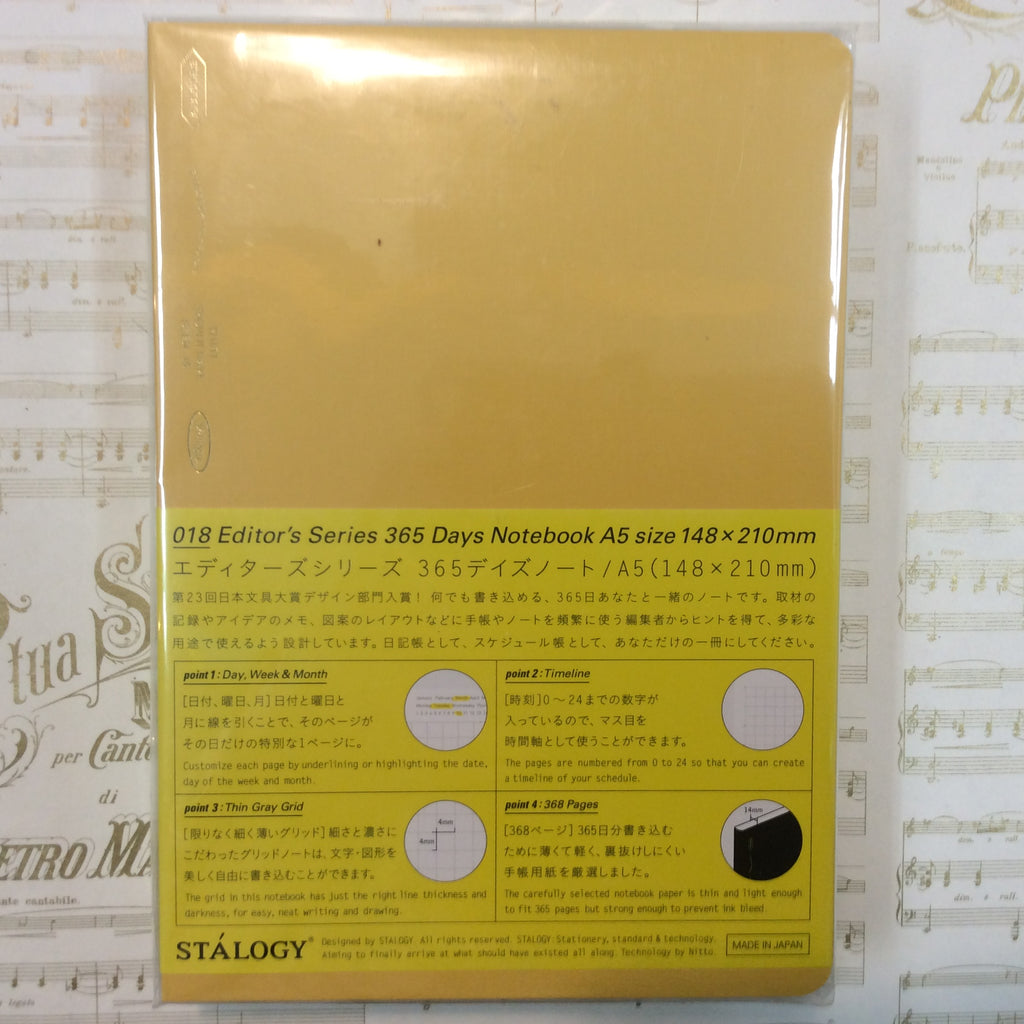 018 Editor's Series 365 Days Notebook A5 size 148×210mm
エディターズシリーズ 365デイズノート/A5(148×210mm)
第23回日本文具大賞デザイン部門入賞! 何でも書き込める、365日あなたと一緒のノートです。取材の
記録やアイデアのメモ、図案のレイアウトなどに手帳やノートを頻繁に使う編集者からヒントを得て、多彩な
用途で使えるよう設計しています。日記帳として、スケジュール帳として、あなただけの一冊にしてください。
point 1: Day, Week & Month
[日付、曜日、月]日付と曜日と
月に線を引くことで、そのページが
その日だけの特別な1ページに。
Customize each page by underlining or highlighting the date,
day of the week and month.
point 2: Timeline
[時刻]0~24までの数字が
入っているので、マス目を
時間軸として使うことができます。
The pages are numbered from 0 to 24 so that you can create
a timeline of your schedule.
point 3: Thin Gray Grid
[限りなく細く薄いグリッド]細さと濃さに
こだわったグリッドノートは、文字・図形を
美しく自由に書き込むことができます。
The grid in this notebook has just the right line thickness and
darkness, for easy, neat writing and drawing.
4mm
4mm
point 4: 368 Pages
[368ページ]365日分書き込む
ために薄くて軽く、裏抜けしにくい
手帳用紙を厳選しました。
The carefully selected notebook paper is thin and light enough
to fit 365 pages but strong enough to prevent ink bleed.
14mm
STÁLOGY®
Designed by STALOGY. All rights reserved. STALOGY: Stationery, standard & technology.
Aiming to finally arrive at what should have existed all along. Technology by Nitto.
MADE IN JAPAN
per
di
dim. e rall.
Mandolino
e
Violino
Pianoforte.